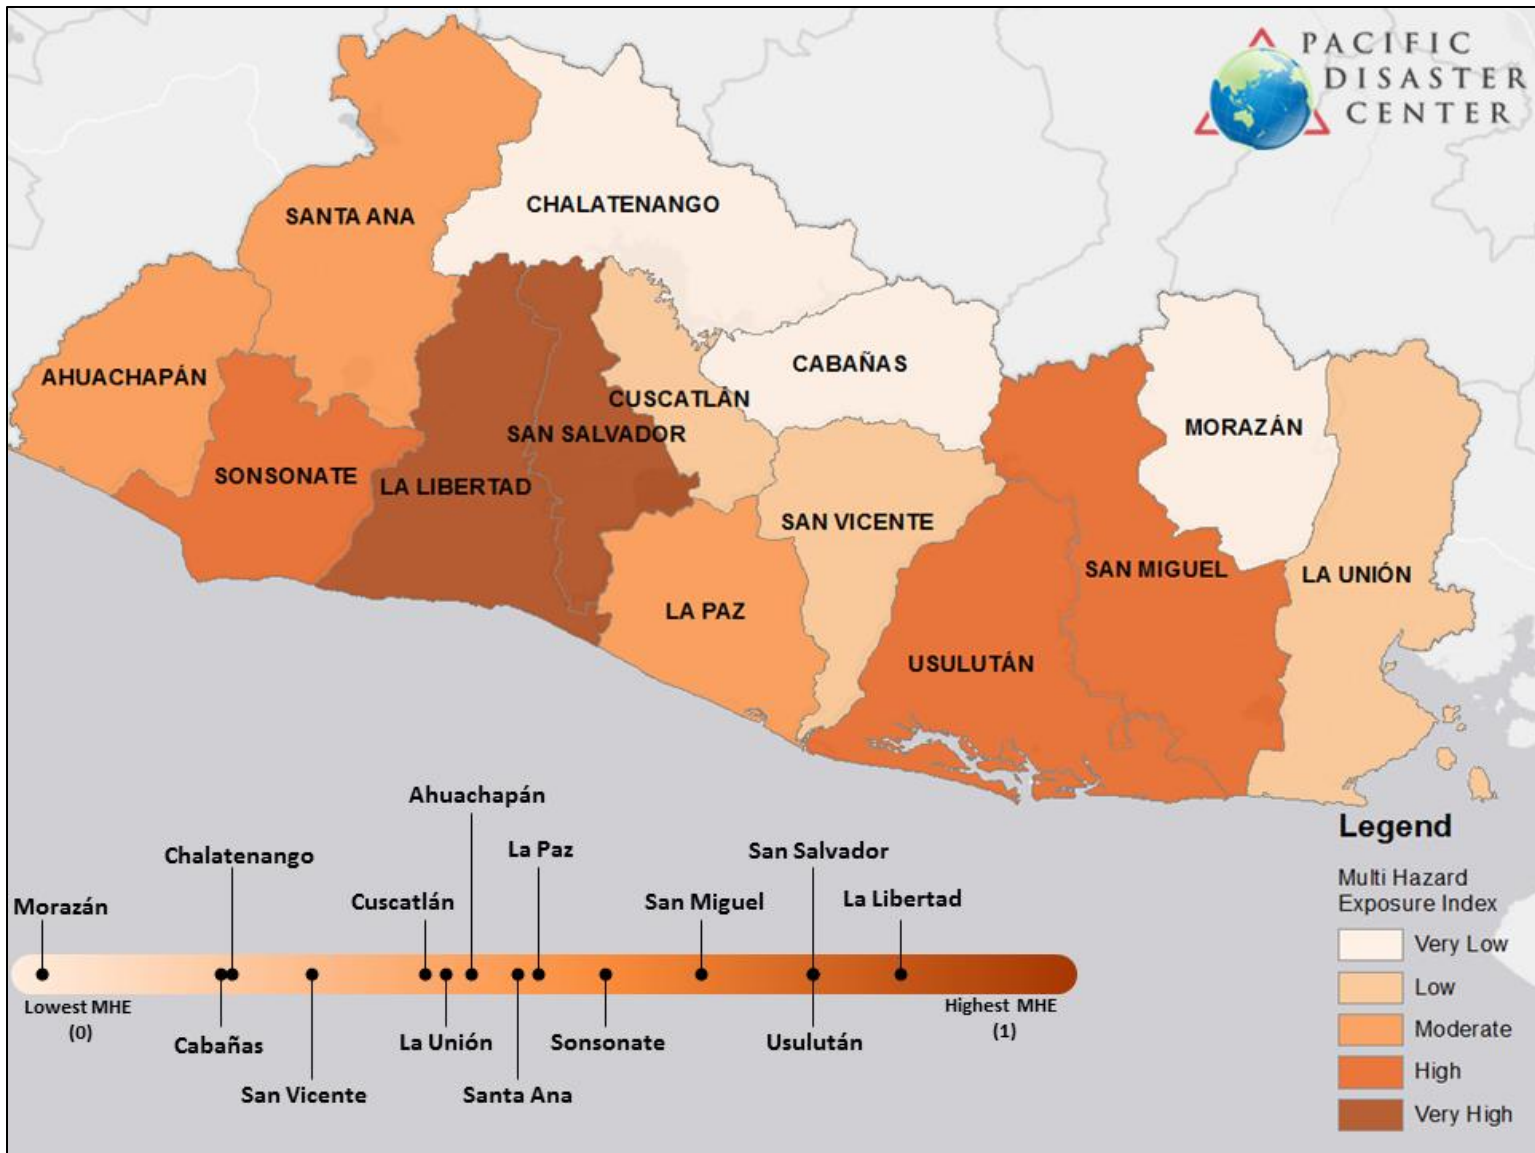 PACIFIC
DISASTER
CENTER
SANTA ANA
CHALATENANGO
AHUACHAPÁN
CABAÑAS
CUSCATLÁN
MORAZÁN
SAN SALVADOR
SONSONATE
LA LIBERTAD
SAN VICENTE
SAN MIGUEL
LA UNIÓN
LA PAZ
USULUTÁN
Ahuachapán
Chalatenango
La Paz
San Salvador
Morazán
Cuscatlán
San Miguel
La Libertad
Lowest MHE
(0)
Highest MHE
(1)
Cabañas
La Unión
Sonsonate
Usulután
San Vicente
Santa Ana
Legend
Multi Hazard
Exposure Index
Very Low
Low
Moderate
High
Very High